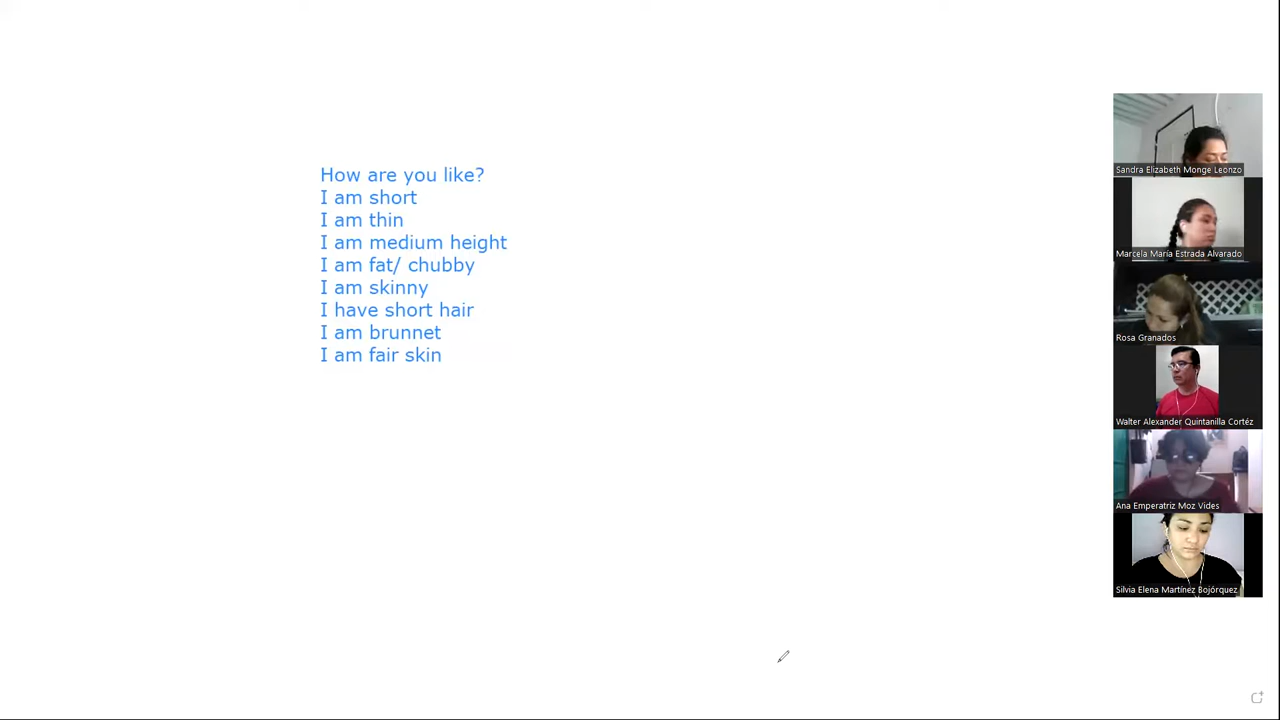 How are you like?
I am short
I am thin
I am medium height
I am fat/ chubby
I am skinny
I have short hair
I am brunnet
I am fair skin
Sandra Elizabeth Monge Leonzo
Marcela María Estrada Alvarado
Rosa Granados
Walter Alexander Quintanilla Cortéz
Ana Emperatriz Moz Vides
Silvia Elena Martínez Bojórquez